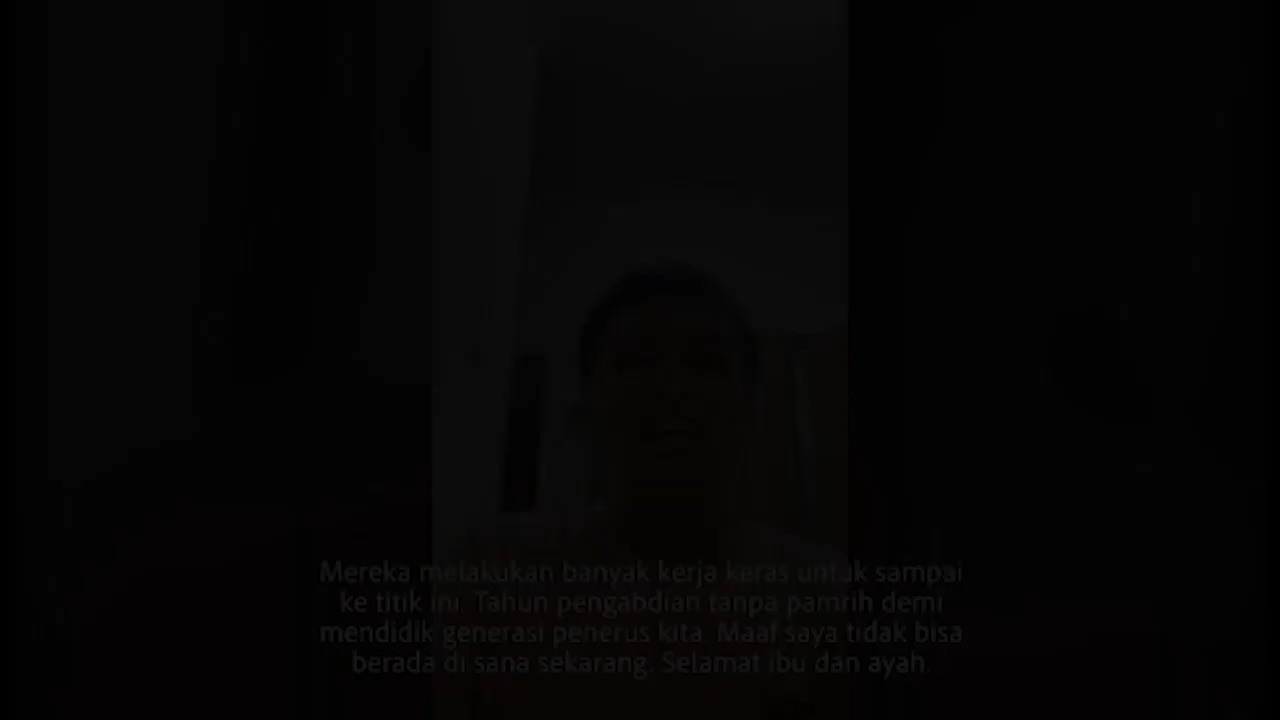 Mereka melakukan banyak kerja keras untuk sampai
ke titik ini. Tahun pengabdian tanpa pamrih demi
mendidik generasi penerus kita. Maaf saya tidak bisa
berada di sana sekarang. Selamat ibu dan ayah.